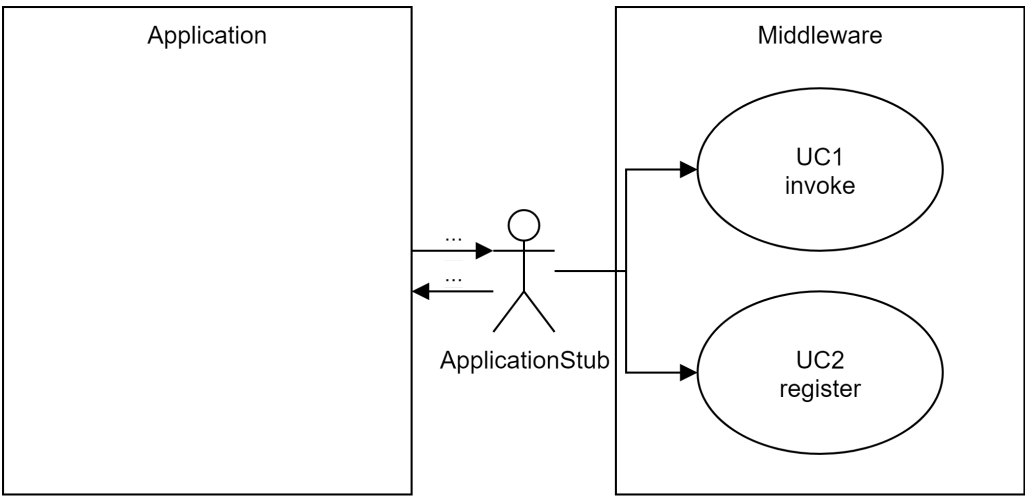 Application
Middleware
UC1
invoke
...
...
ApplicationStub
UC2
register